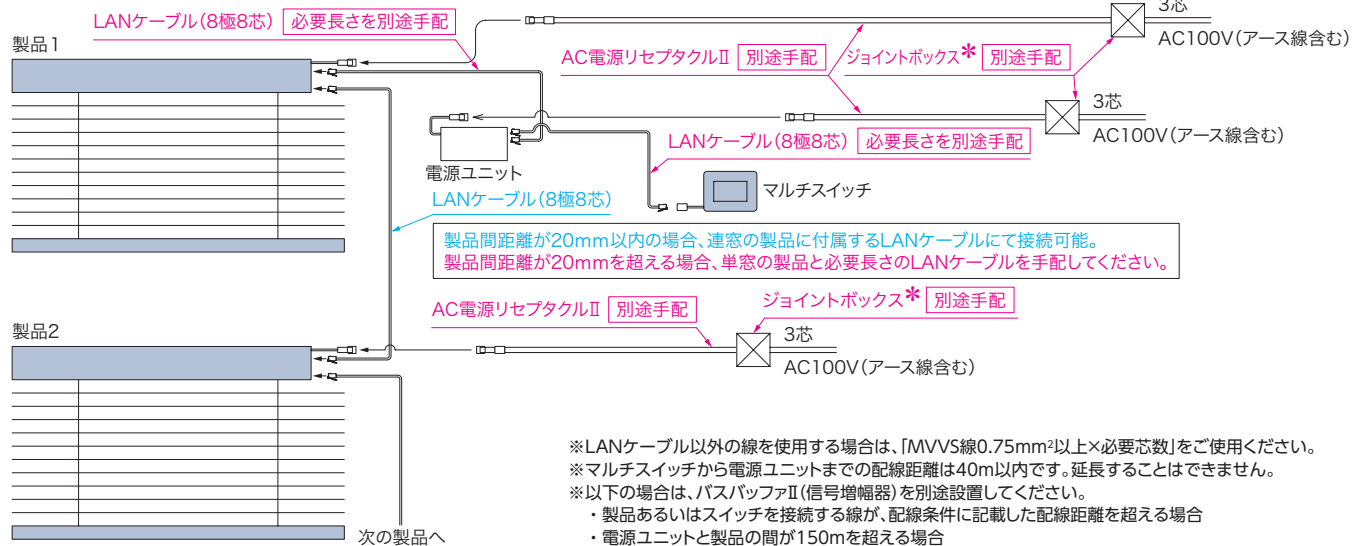 3芯
LANケーブル(8極8芯) 必要長さを別途手配
AC100V(アース線含む)
製品1
AC電源リセプタクルⅡ 別途手配 ジョイントボックス* 別途手配
3芯
AC100V(アース線含む)
LANケーブル(8極8芯) 必要長さを別途手配
電源ユニット
マルチスイッチ
LANケーブル(8極8芯)
製品間距離が20mm以内の場合、連窓の製品に付属するLANケーブルにて接続可能。
製品間距離が20mmを超える場合、単窓の製品と必要長さのLANケーブルを手配してください。
AC電源リセプタクルⅡ 別途手配 ジョイントボックス* 別途手配
製品2
3芯
AC100V(アース線含む)
※LANケーブル以外の線を使用する場合は、「MVVS線0.75mm²以上×必要芯数」をご使用ください。
※マルチスイッチから電源ユニットまでの配線距離は40m以内です。延長することはできません。
※以下の場合は、バスバッファⅡ(信号増幅器)を別途設置してください。
・製品あるいはスイッチを接続する線が、配線条件に記載した配線距離を超える場合
・電源ユニットと製品の間が150mを超える場合
次の製品へ